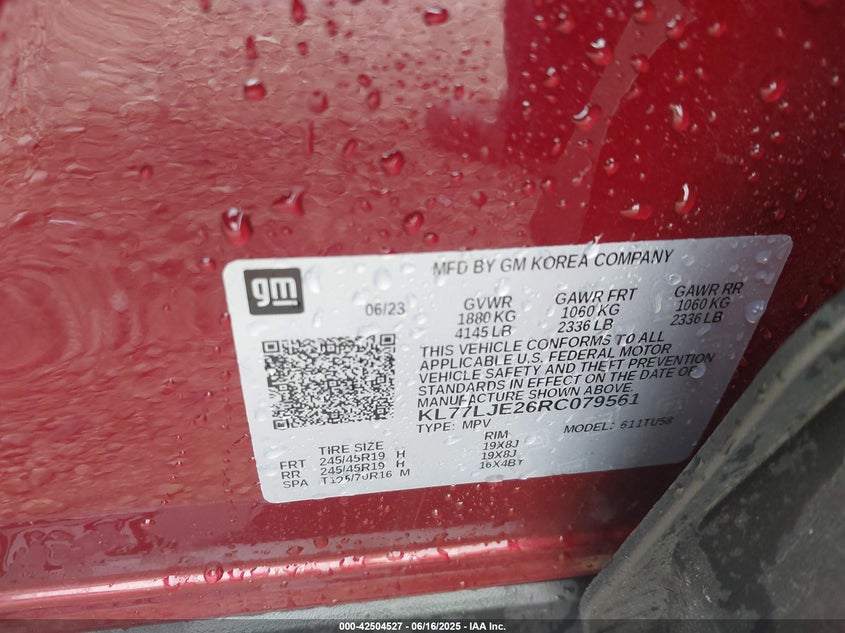 gm
MFD BY GM KOREA COMPANY
06/23
GVWR
1880 KG
4145 LB
GAWR FRT
1060 KG
2336 LB
GAWR RR
1060 KG
2336 LB
THIS VEHICLE CONFORMS TO ALL
APPLICABLE U.S. FEDERAL MOTOR
VEHICLE SAFETY AND THEFT PREVENTION
STANDARDS IN EFFECT ON THE DATE OF
MANUFACTURE SHOWN ABOVE.
KL77LJE26RC079561
TYPE: MPV MODEL: 611TU58
TIRE SIZE RIM
FRT 245/45R19 H 19X8J
RR 245/45R19 H 19X8J
SPA T125/70R16 M 16X4BT
000-42504527 - 06/16/2025 - IAA Inc.